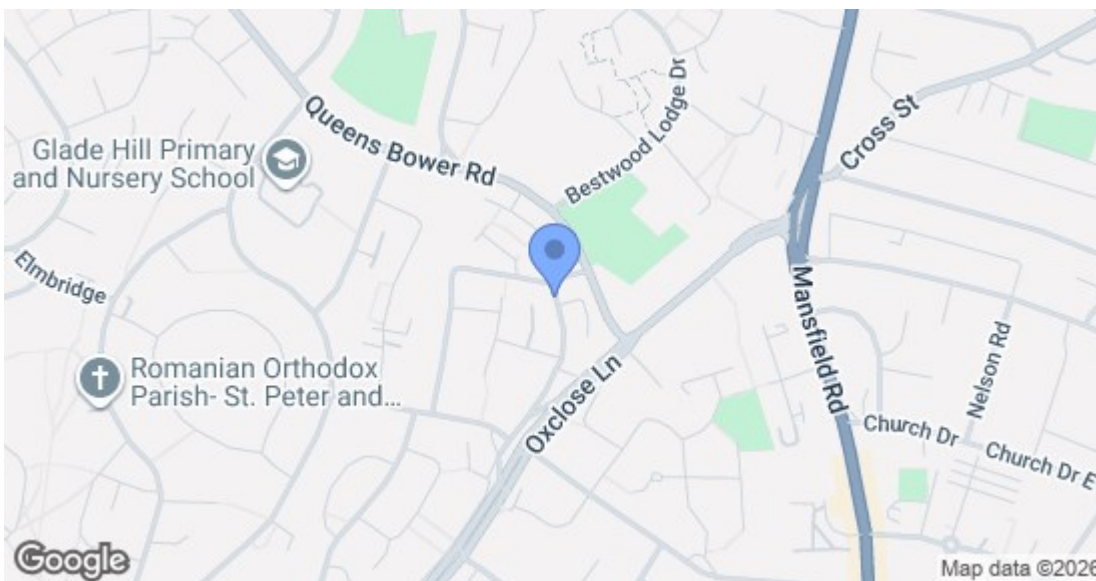 Queens Bower Rd
Bestwood Lodge Dr
Cross St
Glade Hill Primary
and Nursery School
Elmbridge
Mansfield Rd
Nelson Rd
Romanian Orthodox
Parish- St. Peter and...
Oxclose Ln
Church Dr
Church Dr E
Google
Map data ©2026